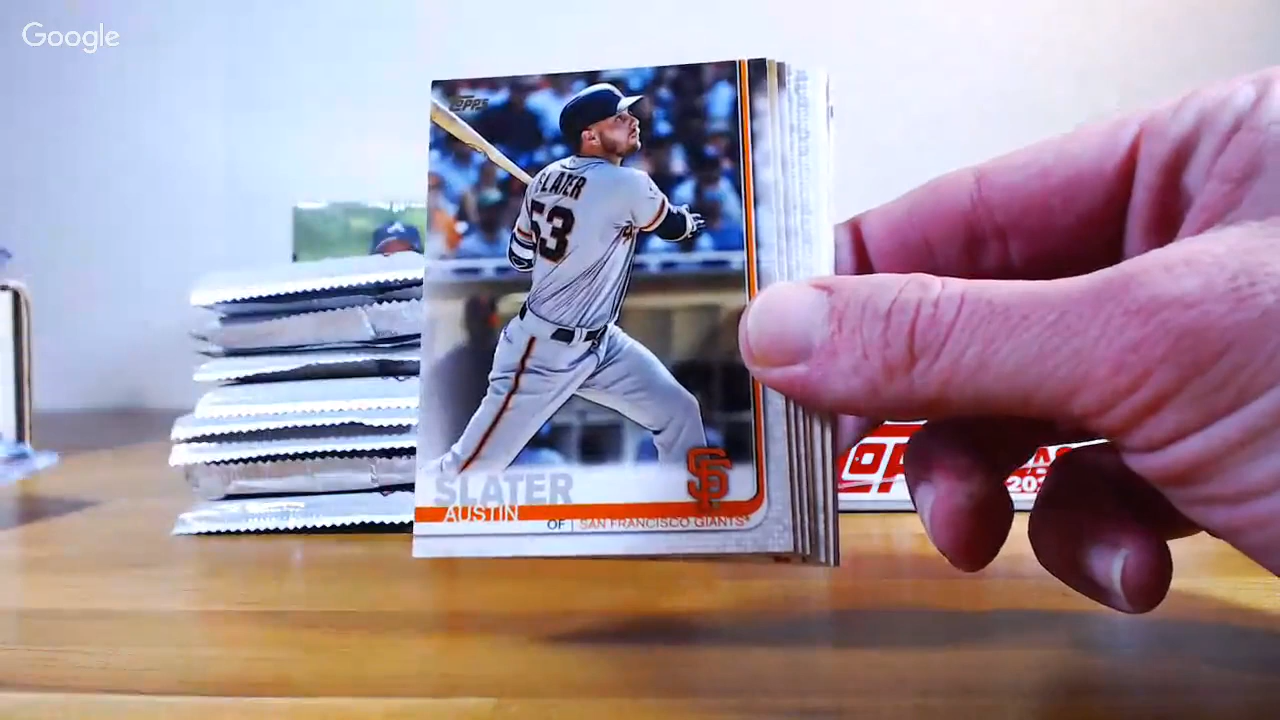 Google
Topps
SLATER
53
SLATER
AUSTIN
OF | SAN FRANCISCO GIANTS
SF